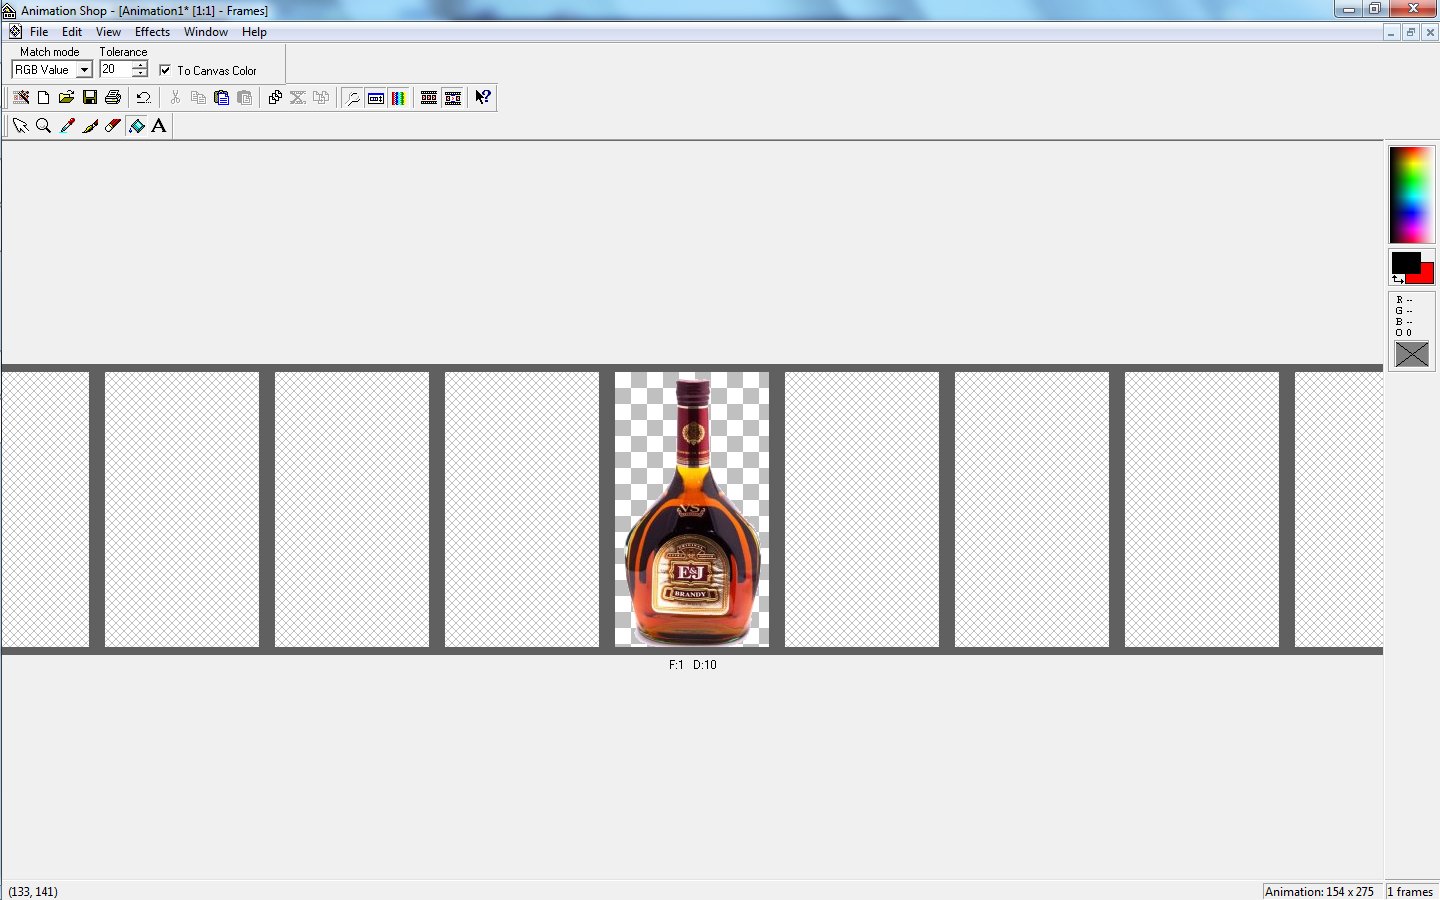 Animation Shop - [Animation1* [1:1] - Frames]
File Edit View Effects Window Help
Match mode Tolerance
RGB Value 20 To Canvas Color
A
R --
G --
B --
O 0
VS
ORIGINAL
E&J
BRANDY
F:1 D:10
(133, 141) Animation: 154 x 275 1 frames